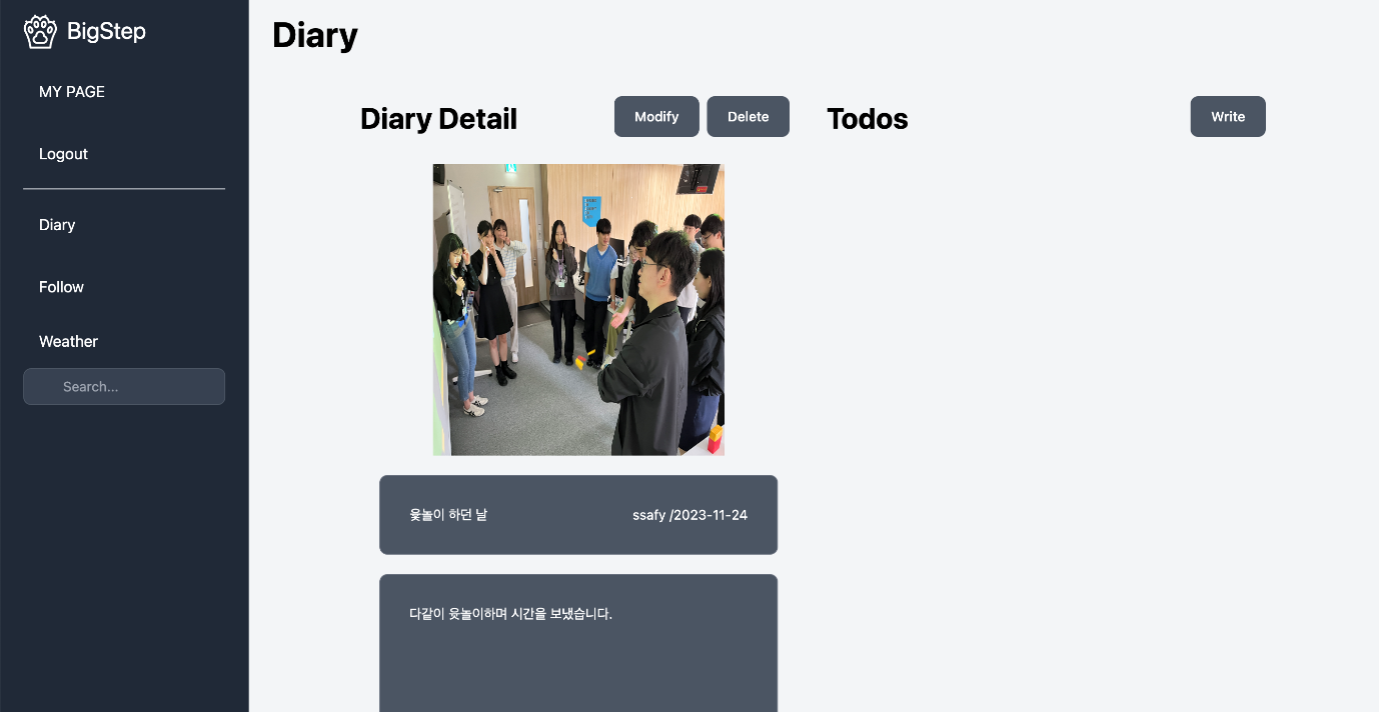 BigStep
MY PAGE
Logout
Diary
Follow
Weather
Search...
Diary
Diary Detail
Modify
Delete
윷놀이 하던 날
ssafy /2023-11-24
다같이 윷놀이하며 시간을 보냈습니다.
Todos
Write